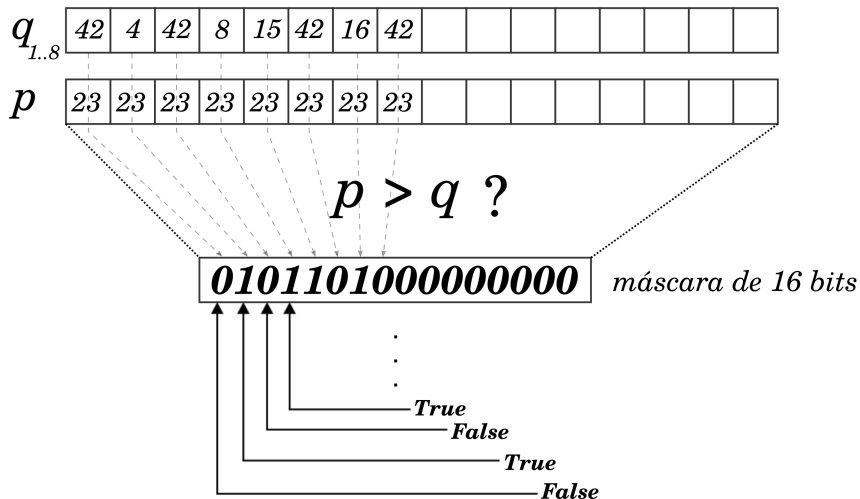 q 1..8 42 4 42 8 15 42 16 42
p 23 23 23 23 23 23 23 23
p > q ?
0101101000000000 máscara de 16 bits
True
False
True
False